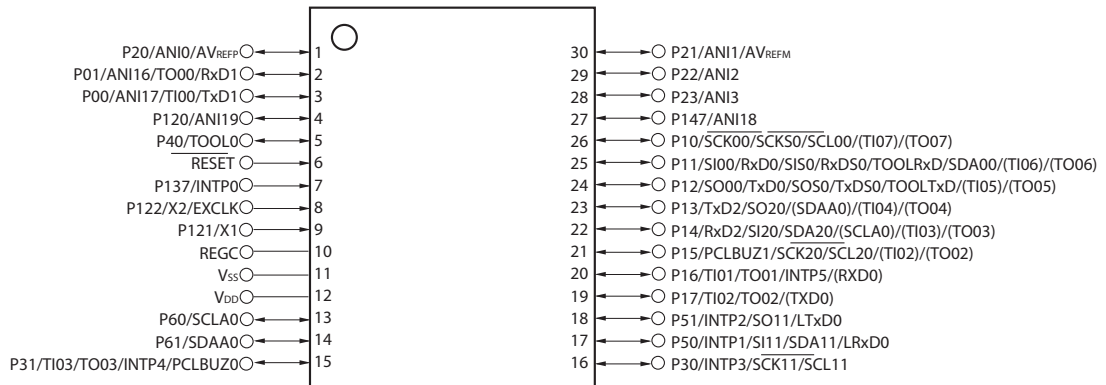 P20/ANI0/AVREFP 1
P01/ANI16/TO00/RxD1 2
P00/ANI17/TI00/TxD1 3
P120/ANI19 4
P40/TOOL0 5
RESET 6
P137/INTP0 7
P122/X2/EXCLK 8
P121/X1 9
REGC 10
VSS 11
VDD 12
P60/SCLA0 13
P61/SDAA0 14
P31/TI03/TO03/INTP4/PCLBUZ0 15
30 P21/ANI1/AVREFM
29 P22/ANI2
28 P23/ANI3
27 P147/ANI18
26 P10/SCK00/SCKS0/SCL00/(TI07)/(TO07)
25 P11/SI00/RxD0/SIS0/RxDS0/TOOLRxD/SDA00/(TI06)/(TO06)
24 P12/SO00/TxD0/SOS0/TxDS0/TOOLTxD/(TI05)/(TO05)
23 P13/TxD2/SO20/(SDAA0)/(TI04)/(TO04)
22 P14/RxD2/SI20/SDA20/(SCLA0)/(TI03)/(TO03)
21 P15/PCLBUZ1/SCK20/SCL20/(TI02)/(TO02)
20 P16/TI01/TO01/INTP5/(RXD0)
19 P17/TI02/TO02/(TXD0)
18 P51/INTP2/SO11/LTxD0
17 P50/INTP1/SI11/SDA11/LRxD0
16 P30/INTP3/SCK11/SCL11